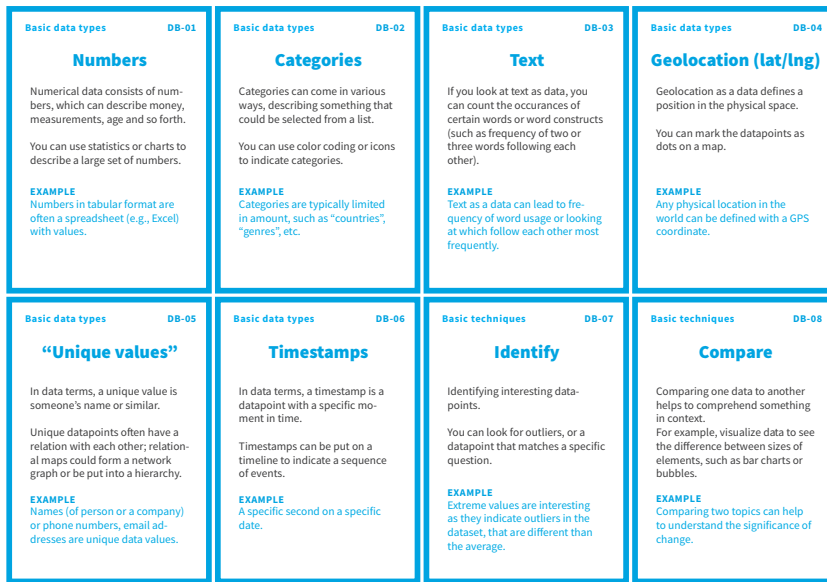 Basic data types DB-01
Numbers
Numerical data consists of num-
bers, which can describe money,
measurements, age and so forth.
You can use statistics or charts to
describe a large set of numbers.
EXAMPLE
Numbers in tabular format are
often a spreadsheet (e.g., Excel)
with values.
Basic data types DB-02
Categories
Categories can come in various
ways, describing something that
could be selected from a list.
You can use color coding or icons
to indicate categories.
EXAMPLE
Categories are typically limited
in amount, such as “countries”,
“genres”, etc.
Basic data types DB-03
Text
If you look at text as data, you
can count the occurances of
certain words or word constructs
(such as frequency of two or
three words following each
other).
EXAMPLE
Text as a data can lead to fre-
quency of word usage or looking
at which follow each other most
frequently.
Basic data types DB-04
Geolocation (lat/lng)
Geolocation as a data defines a
position in the physical space.
You can mark the datapoints as
dots on a map.
EXAMPLE
Any physical location in the
world can be defined with a GPS
coordinate.
Basic data types DB-05
“Unique values”
In data terms, a unique value is
someone’s name or similar.
Unique datapoints often have a
relation with each other; relation-
al maps could form a network
graph or be put into a hierarchy.
EXAMPLE
Names (of person or a company)
or phone numbers, email ad-
dresses are unique data values.
Basic data types DB-06
Timestamps
In data terms, a timestamp is a
datapoint with a specific mo-
ment in time.
Timestamps can be put on a
timeline to indicate a sequence
of events.
EXAMPLE
A specific second on a specific
date.
Basic techniques DB-07
Identify
Identifying interesting data-
points.
You can look for outliers, or a
datapoint that matches a specific
question.
EXAMPLE
Extreme values are interesting
as they indicate outliers in the
dataset, that are different than
the average.
Basic techniques DB-08
Compare
Comparing one data to another
helps to comprehend something
in context.
For example, visualize data to see
the difference between sizes of
elements, such as bar charts or
bubbles.
EXAMPLE
Comparing two topics can help
to understand the significance of
change.